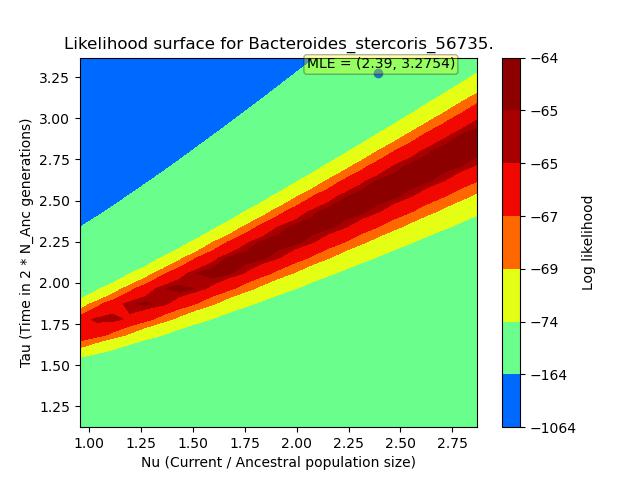 Likelihood surface for Bacteroides_stercoris_56735.
MLE = (2.39, 3.2754)
3.25
3.00
2.75
2.50
2.25
2.00
1.75
1.50
1.25
Tau (Time in 2 * N_Anc generations)
1.00 1.25 1.50 1.75 2.00 2.25 2.50 2.75
Nu (Current / Ancestral population size)
−64
−65
−65
−67
−69
−74
−164
−1064
Log likelihood